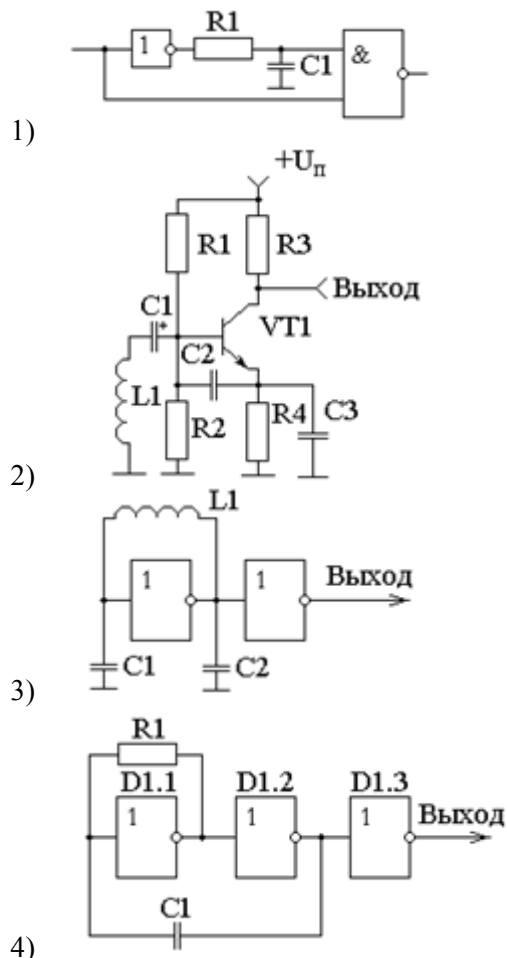 1 R1 C1 &
1)
+Uп
R1 R3
Выход
C1 + VT1
C2
L1 R2 R4 C3
2)
L1
1 1 Выход
C1 C2
3)
R1
D1.1 D1.2 D1.3
1 1 1 Выход
C1
4)